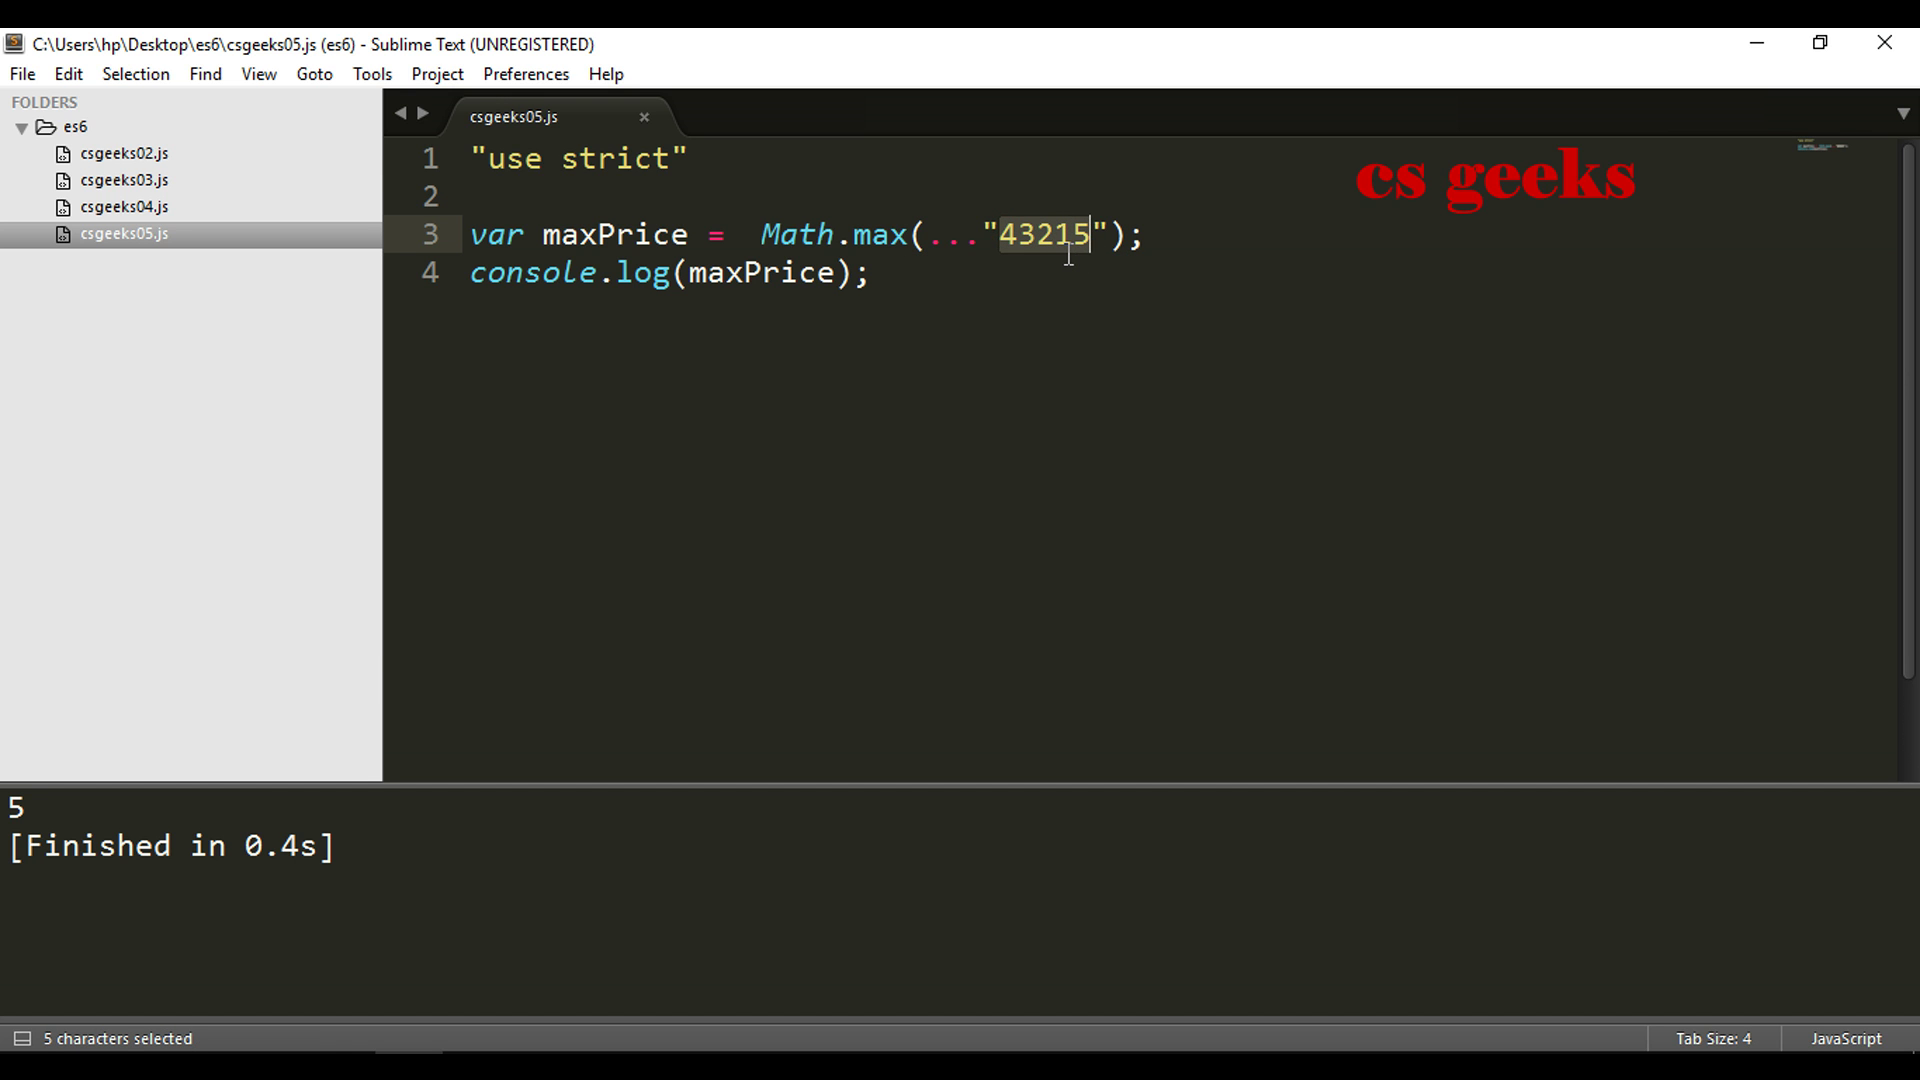 C:\Users\hp\Desktop\es6\csgeeks05.js (es6) - Sublime Text (UNREGISTERED)
File Edit Selection Find View Goto Tools Project Preferences Help
FOLDERS
es6
csgeeks02.js
csgeeks03.js
csgeeks04.js
csgeeks05.js
csgeeks05.js
cs geeks
1 "use strict"
2
3 var maxPrice =  Math.max(..."43215");
4 console.log(maxPrice);
5
[Finished in 0.4s]
5 characters selected
Tab Size: 4
JavaScript